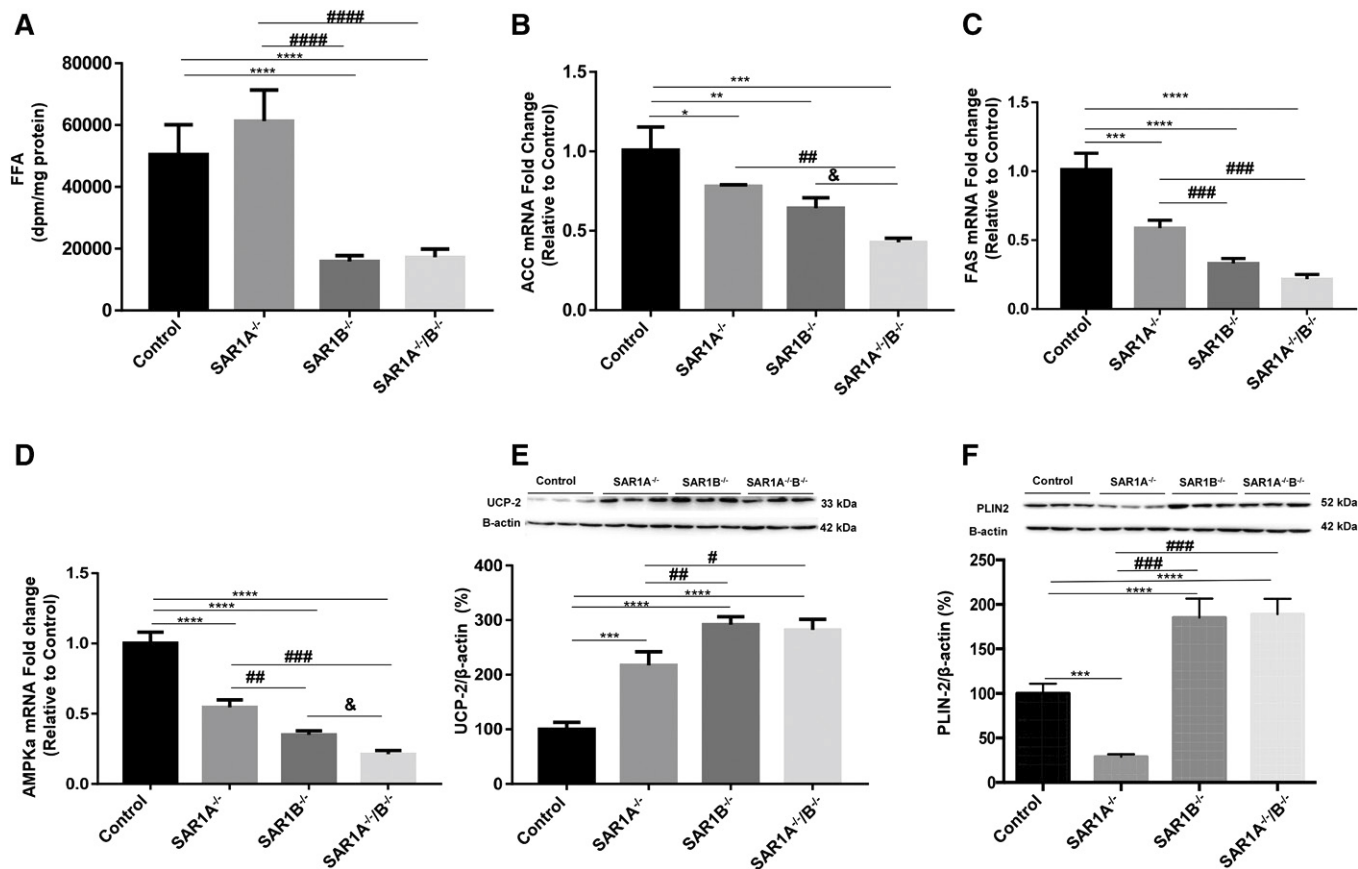 A
####
####
****
****
80000
60000
40000
20000
0
FFA
(dpm/mg protein)
Control
SAR1A-/-
SAR1B-/-
SAR1A-/-/B-/-
B
***
**
*
##
&
1.5
1.0
0.5
0.0
ACC mRNA Fold Change
(Relative to Control)
Control
SAR1A-/-
SAR1B-/-
SAR1A-/-/B-/-
C
****
****
***
###
###
1.5
1.0
0.5
0.0
FAS mRNA Fold change
(Relative to Control)
Control
SAR1A-/-
SAR1B-/-
SAR1A-/-/B-/-
D
****
****
****
###
##
&
1.5
1.0
0.5
0.0
AMPKa mRNA Fold change
(Relative to Control)
Control
SAR1A-/-
SAR1B-/-
SAR1A-/-/B-/-
E
Control SAR1A-/- SAR1B-/- SAR1A-/-B-/-
UCP-2 33 kDa
B-actin 42 kDa
#
##
****
****
***
400
300
200
100
0
UCP-2/β-actin (%)
Control
SAR1A-/-
SAR1B-/-
SAR1A-/-/B-/-
F
Control SAR1A-/- SAR1B-/- SAR1A-/-B-/-
PLIN2 52 kDa
B-actin 42 kDa
###
###
****
****
***
250
200
150
100
50
0
PLIN-2/β-actin (%)
Control
SAR1A-/-
SAR1B-/-
SAR1A-/-/B-/-